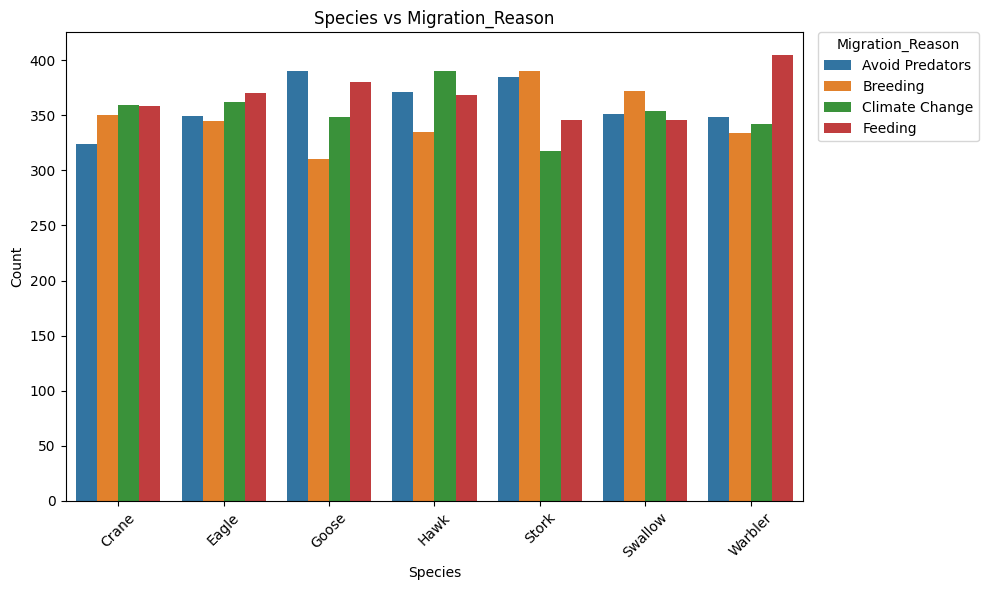 Species vs Migration_Reason
Migration_Reason
Avoid Predators
Breeding
Climate Change
Feeding
Count
400
350
300
250
200
150
100
50
0
Crane
Eagle
Goose
Hawk
Stork
Swallow
Warbler
Species